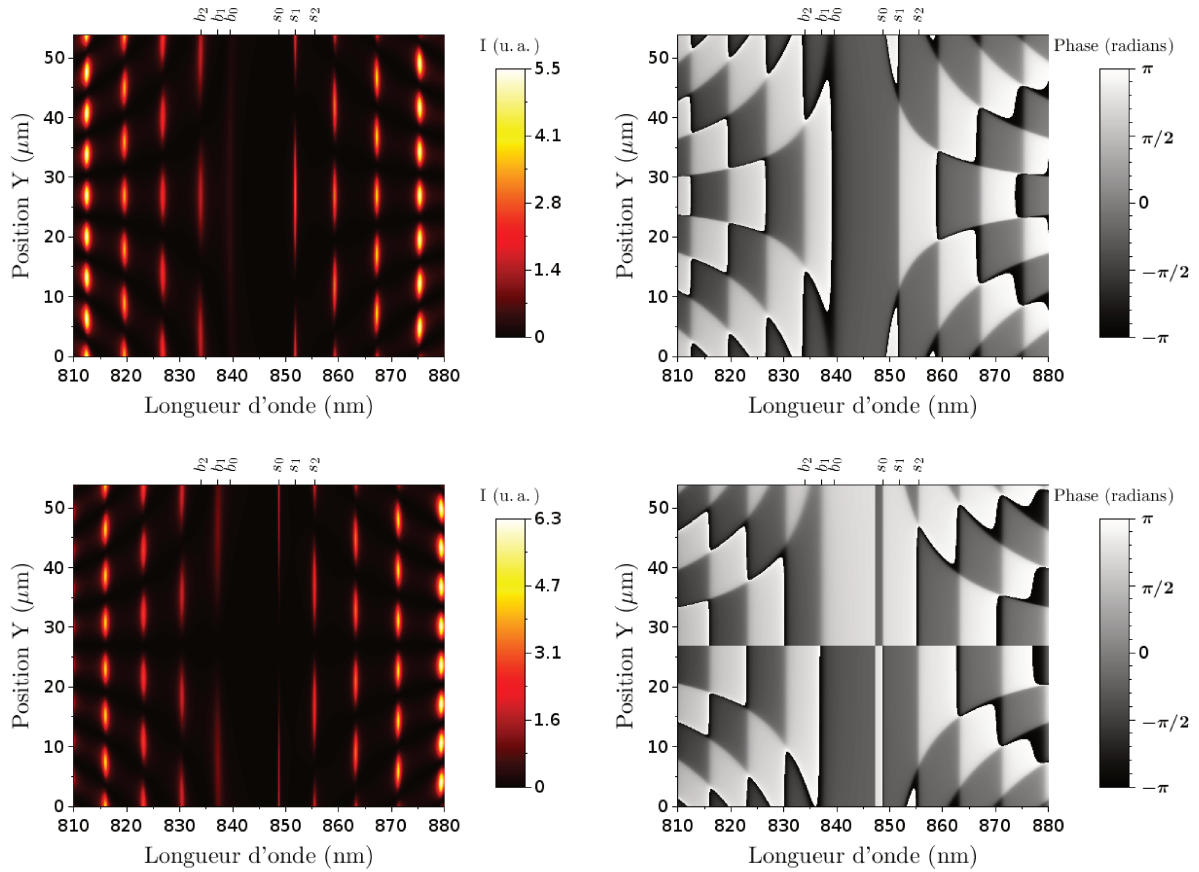 b₂ b₁ b₀ s₀ s₁ s₂
I (u. a.)
Position Y (μm)
50
40
30
20
10
0
810 820 830 840 850 860 870 880
Longueur d'onde (nm)
5.5
4.1
2.8
1.4
0
b₂ b₁ b₀ s₀ s₁ s₂
Phase (radians)
Position Y (μm)
50
40
30
20
10
0
810 820 830 840 850 860 870 880
Longueur d'onde (nm)
π
π/2
0
−π/2
−π
b₂ b₁ b₀ s₀ s₁ s₂
I (u. a.)
Position Y (μm)
50
40
30
20
10
0
810 820 830 840 850 860 870 880
Longueur d'onde (nm)
6.3
4.7
3.1
1.6
0
b₂ b₁ b₀ s₀ s₁ s₂
Phase (radians)
Position Y (μm)
50
40
30
20
10
0
810 820 830 840 850 860 870 880
Longueur d'onde (nm)
π
π/2
0
−π/2
−π